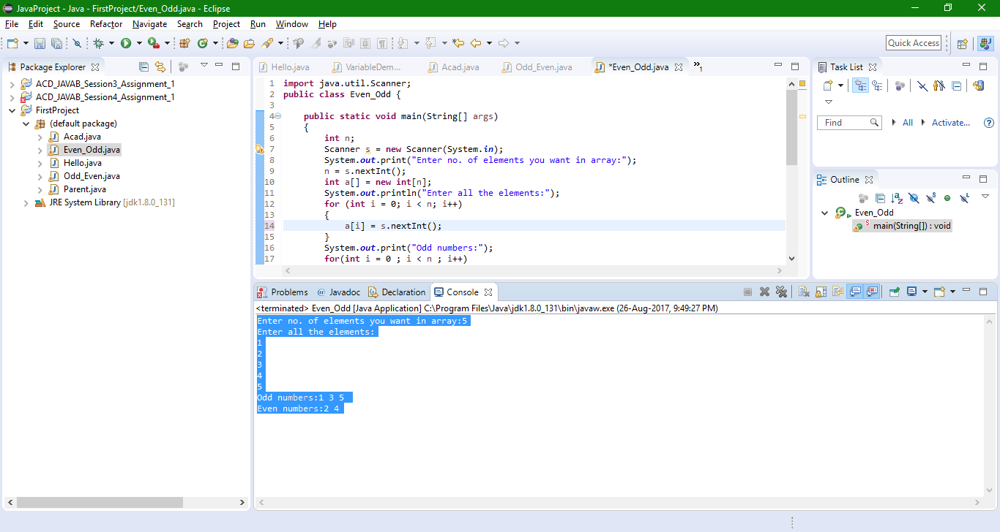 JavaProject - Java - FirstProject/Even_Odd.java - Eclipse
File Edit Source Refactor Navigate Search Project Run Window Help
Quick Access
Package Explorer
ACD_JAVAB_Session3_Assignment_1
ACD_JAVAB_Session4_Assignment_1
FirstProject
(default package)
Acad.java
Even_Odd.java
Hello.java
Odd_Even.java
Parent.java
JRE System Library [jdk1.8.0_131]
Hello.java VariableDem... Acad.java Odd_Even.java *Even_Odd.java »1
1 import java.util.Scanner;
2 public class Even_Odd {
3
4 public static void main(String[] args)
5 {
6 int n;
7 Scanner s = new Scanner(System.in);
8 System.out.print("Enter no. of elements you want in array:");
9 n = s.nextInt();
10 int a[] = new int[n];
11 System.out.println("Enter all the elements:");
12 for (int i = 0; i < n; i++)
13 {
14 a[i] = s.nextInt();
15 }
16 System.out.print("Odd numbers:");
17 for(int i = 0 ; i < n ; i++)
Task List
Find All Activate...
Outline
Even_Odd
main(String[]) : void
Problems @ Javadoc Declaration Console
<terminated> Even_Odd [Java Application] C:\Program Files\Java\jdk1.8.0_131\bin\javaw.exe (26-Aug-2017, 9:49:27 PM)
Enter no. of elements you want in array:5
Enter all the elements:
1
2
3
4
5
Odd numbers:1 3 5
Even numbers:2 4